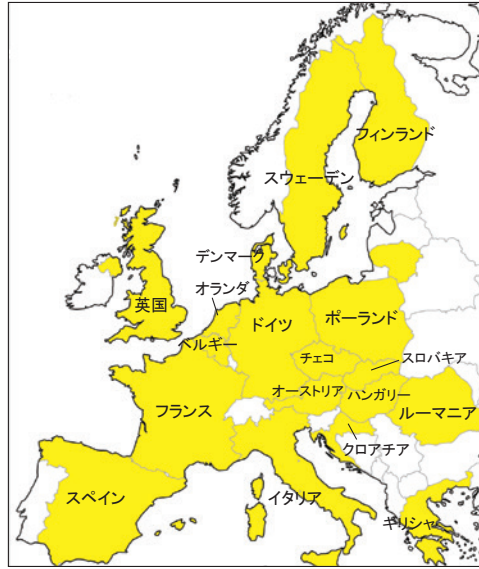 フィンランド
スウェーデン
デンマーク
オランダ
英国
ドイツ
ポーランド
ベルギー
チェコ
スロバキア
オーストリア
ハンガリー
フランス
ルーマニア
クロアチア
スペイン
イタリア
ギリシャ